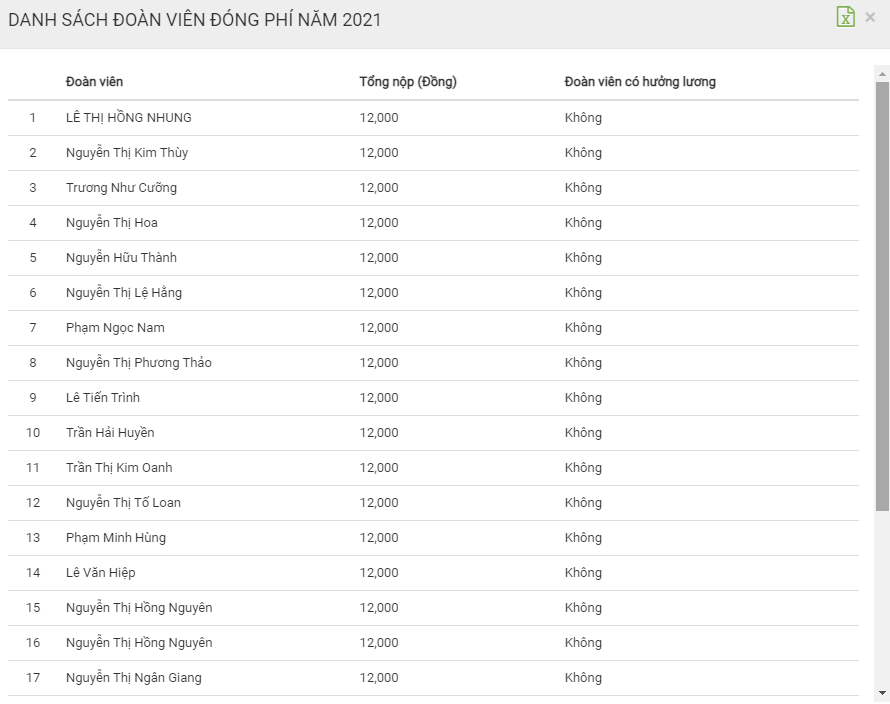 DANH SÁCH ĐOÀN VIÊN ĐÓNG PHÍ NĂM 2021
Đoàn viên Tổng nộp (Đồng) Đoàn viên có hưởng lương
1 LÊ THỊ HỒNG NHUNG 12,000 Không
2 Nguyễn Thị Kim Thùy 12,000 Không
3 Trương Như Cưỡng 12,000 Không
4 Nguyễn Thị Hoa 12,000 Không
5 Nguyễn Hữu Thành 12,000 Không
6 Nguyễn Thị Lệ Hằng 12,000 Không
7 Phạm Ngọc Nam 12,000 Không
8 Nguyễn Thị Phương Thảo 12,000 Không
9 Lê Tiến Trình 12,000 Không
10 Trần Hải Huyền 12,000 Không
11 Trần Thị Kim Oanh 12,000 Không
12 Nguyễn Thị Tố Loan 12,000 Không
13 Phạm Minh Hùng 12,000 Không
14 Lê Văn Hiệp 12,000 Không
15 Nguyễn Thị Hồng Nguyên 12,000 Không
16 Nguyễn Thị Hồng Nguyên 12,000 Không
17 Nguyễn Thị Ngân Giang 12,000 Không